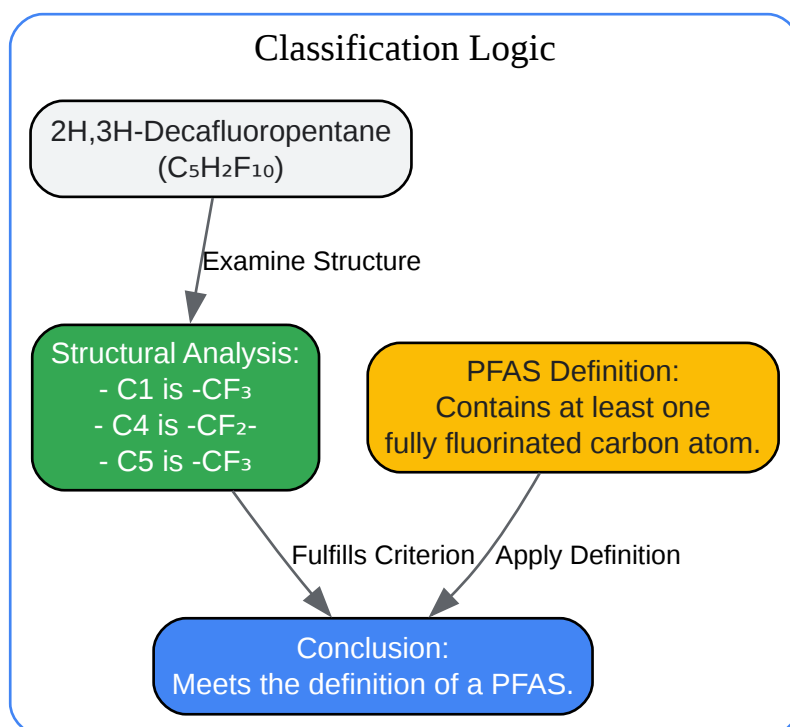 Classification Logic
2H,3H-Decafluoropentane
(C₅H₂F₁₀)
Examine Structure
Structural Analysis:
- C1 is -CF₃
- C4 is -CF₂-
- C5 is -CF₃
PFAS Definition:
Contains at least one
fully fluorinated carbon atom.
Fulfills Criterion
Apply Definition
Conclusion:
Meets the definition of a PFAS.